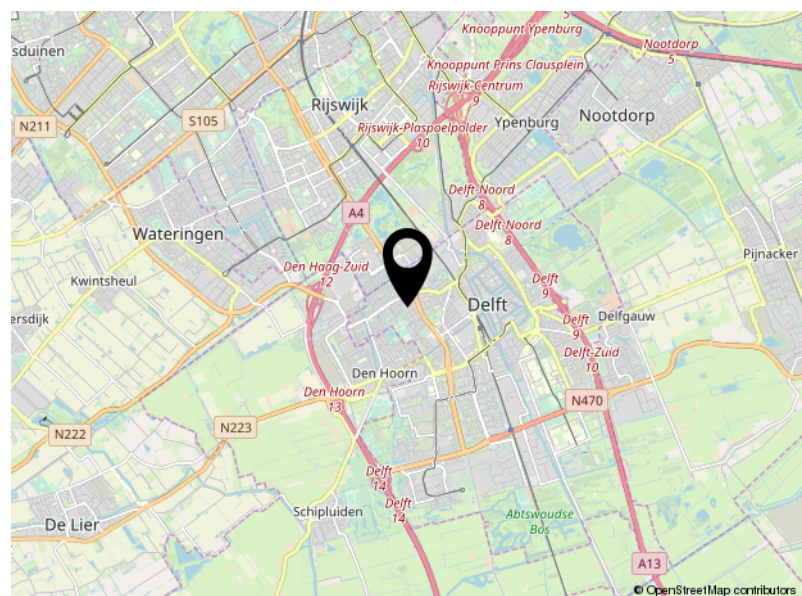 5
Knooppunt Ypenburg
sduinen
Nootdorp
5
Knooppunt Prins Clausplein
Rijswijk-Centrum
9
Rijswijk
Nootdorp
N211
S105
Ypenburg
Rijswijk-Plaspoelpolder
10
Delft-Noord
8
A4
Delft-Noord
8
Wateringen
Pijnacker
Den Haag-Zuid
12
Kwintsheul
Delft
9
Delft
ersdijk
Delfgauw
Delft
9
Delft-Zuid
10
Den Hoorn
Den Hoorn
13
N470
N223
N222
Delft
14
Delft
14
Schipluiden
Abtswoudse
Bos
De Lier
A13
© OpenStreetMap contributors